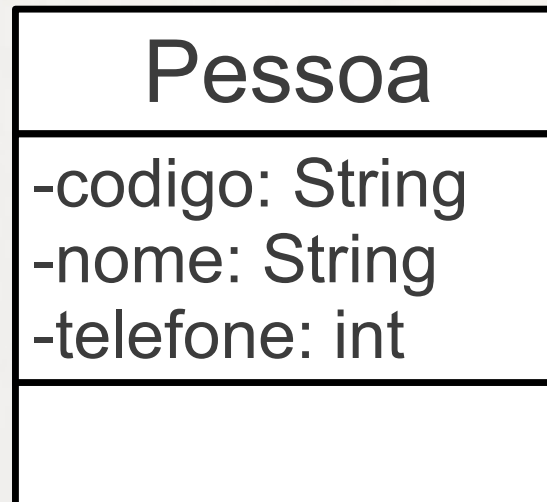 Pessoa
-codigo: String
-nome: String
-telefone: int